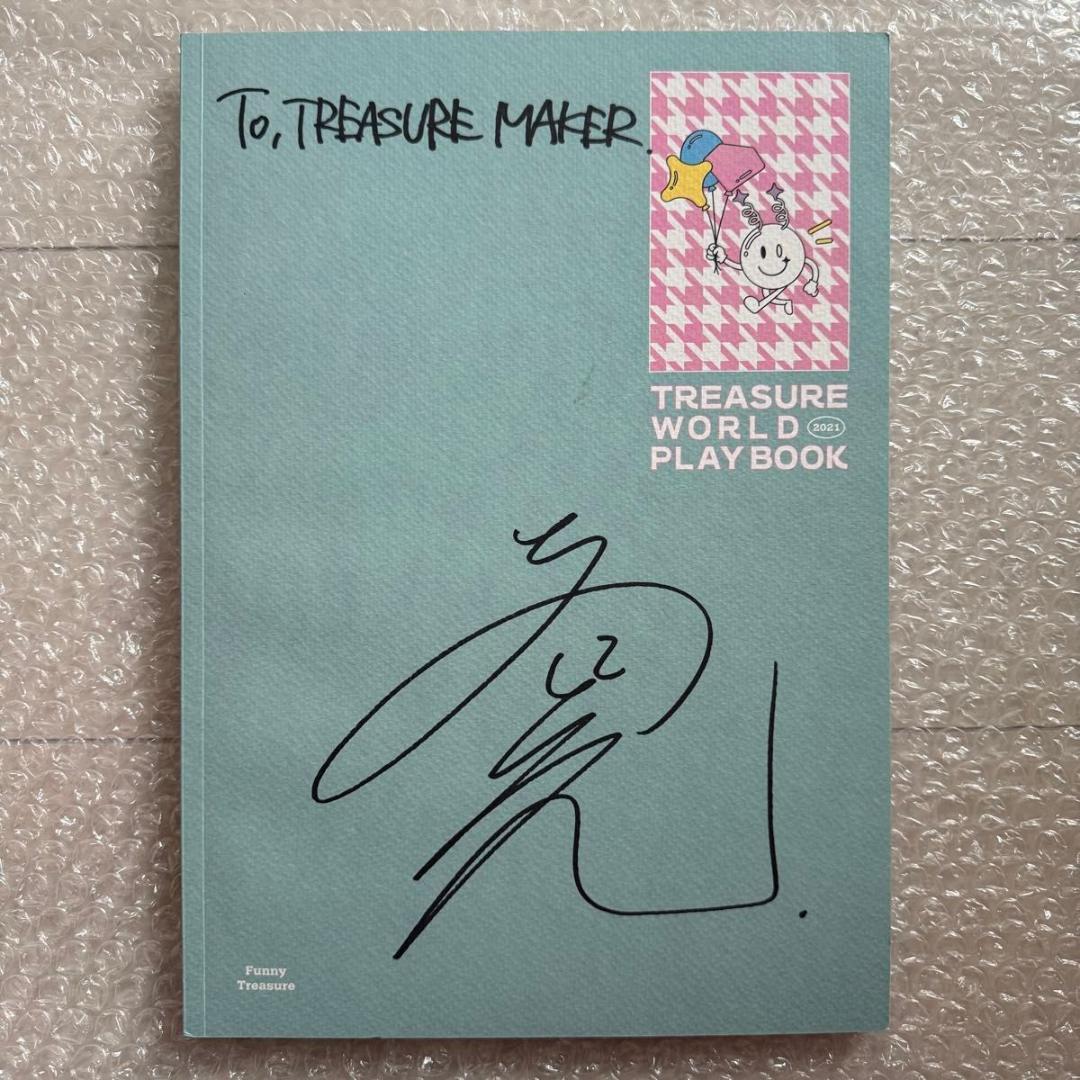 To, TREASURE MAKER.
TREASURE
WORLD 2021
PLAY BOOK
Funny
Treasure